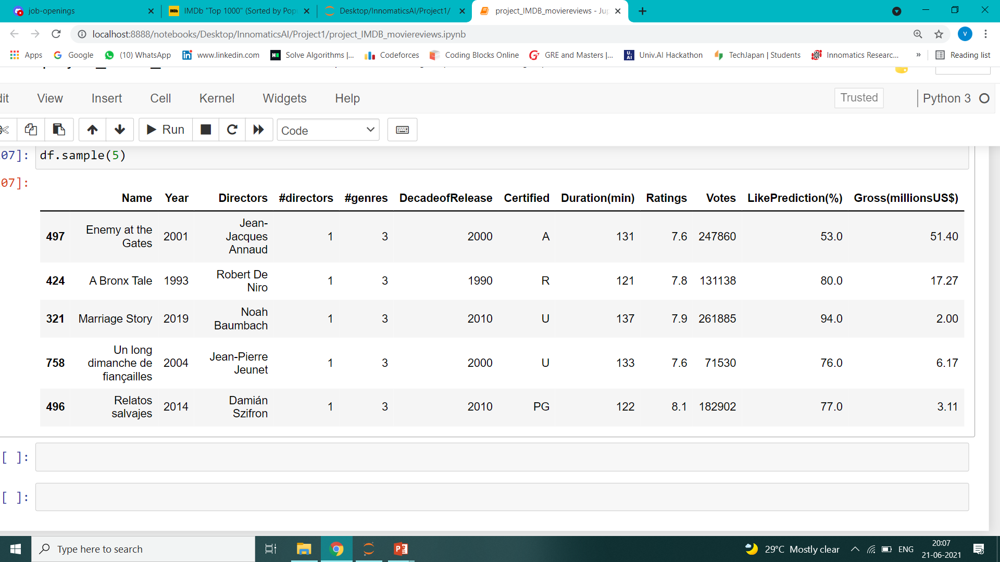 job-openings
IMDb "Top 1000" (Sorted by Pop
Desktop/InnomaticsAI/Project1/
project_IMDB_moviereviews - Jup
localhost:8888/notebooks/Desktop/InnomaticsAI/Project1/project_IMDB_moviereviews.ipynb
V
Apps Google (10) WhatsApp www.linkedin.com Solve Algorithms |... Codeforces Coding Blocks Online GRE and Masters |... Univ.AI Hackathon TechJapan | Students Innomatics Researc... » Reading list
dit View Insert Cell Kernel Widgets Help Trusted Python 3
Run Code
07]: df.sample(5)
07]:
Name Year Directors #directors #genres DecadeofRelease Certified Duration(min) Ratings Votes LikePrediction(%) Gross(millionsUS$)
497 Enemy at the Gates 2001 Jean-Jacques Annaud 1 3 2000 A 131 7.6 247860 53.0 51.40
424 A Bronx Tale 1993 Robert De Niro 1 3 1990 R 121 7.8 131138 80.0 17.27
321 Marriage Story 2019 Noah Baumbach 1 3 2010 U 137 7.9 261885 94.0 2.00
758 Un long dimanche de fiançailles 2004 Jean-Pierre Jeunet 1 3 2000 U 133 7.6 71530 76.0 6.17
496 Relatos salvajes 2014 Damián Szifron 1 3 2010 PG 122 8.1 182902 77.0 3.11
[ ]:
[ ]:
Type here to search
29°C Mostly clear
ENG
20:07
21-06-2021